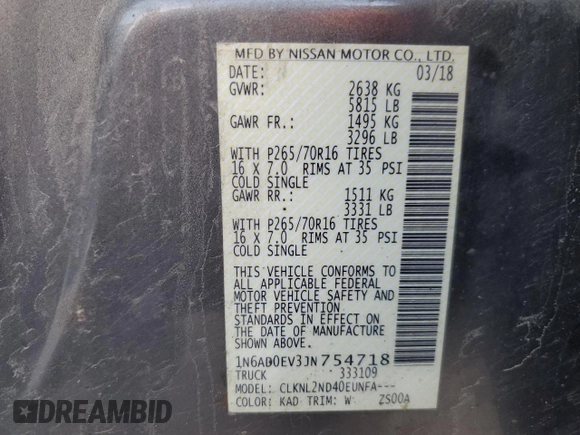 MFD BY NISSAN MOTOR CO., LTD.
DATE: 03/18
GVWR: 2638 KG
5815 LB
GAWR FR.: 1495 KG
3296 LB
WITH P265/70R16 TIRES
16 X 7.0 RIMS AT 35 PSI
COLD SINGLE
GAWR RR.: 1511 KG
3331 LB
WITH P265/70R16 TIRES
16 X 7.0 RIMS AT 35 PSI
COLD SINGLE
THIS VEHICLE CONFORMS TO
ALL APPLICABLE FEDERAL
MOTOR VEHICLE SAFETY AND
THEFT PREVENTION
STANDARDS IN EFFECT ON
THE DATE OF MANUFACTURE
SHOWN ABOVE.
1N6AD0EV3JN754718
TRUCK 333109
MODEL: CLKNL2ND40EUNFA---
COLOR: KAD TRIM: W ZS00A
AUTOBIDCAR